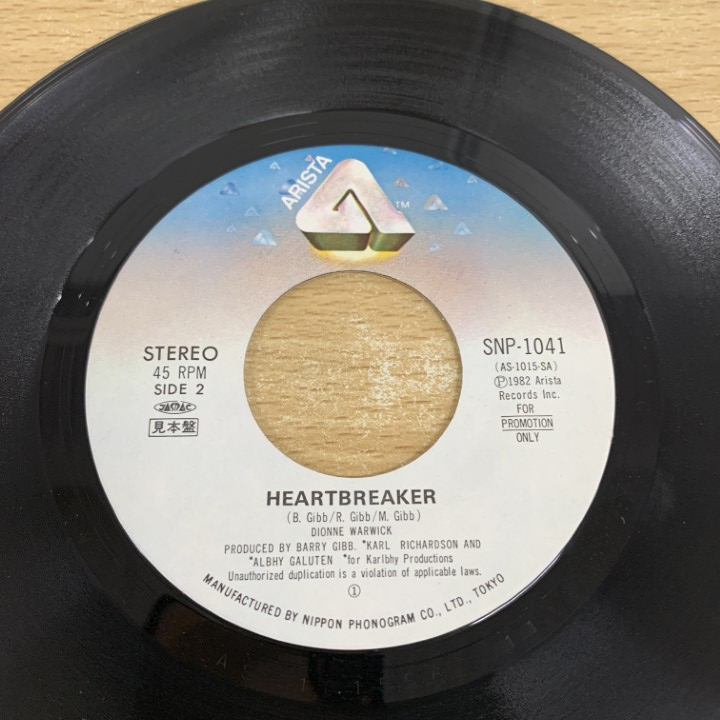 ARISTA
TM
STEREO
45 RPM
SIDE 2
JASRAC
見本盤
SNP-1041
(AS-1015-SA)
Ⓟ1982 Arista
Records Inc.
FOR
PROMOTION
ONLY
HEARTBREAKER
(B. Gibb/R. Gibb/M. Gibb)
DIONNE WARWICK
PRODUCED BY BARRY GIBB. *KARL RICHARDSON AND
*ALBHY GALUTEN *for Karlbhy Productions
Unauthorized duplication is a violation of applicable laws.
①
MANUFACTURED BY NIPPON PHONOGRAM CO., LTD., TOKYO